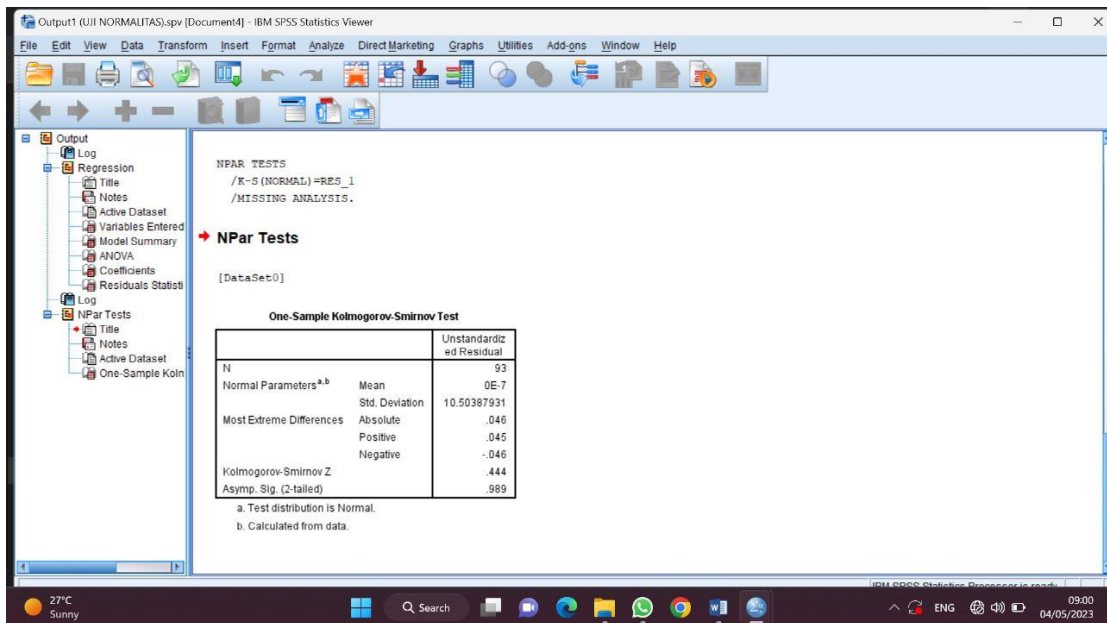 Output1 (UJI NORMALITAS).spv [Document4] - IBM SPSS Statistics Viewer
File Edit View Data Transform Insert Format Analyze Direct Marketing Graphs Utilities Add-ons Window Help
Output
Log
Regression
Title
Notes
Active Dataset
Variables Entered
Model Summary
ANOVA
Coefficients
Residuals Statisti
Log
NPar Tests
Title
Notes
Active Dataset
One-Sample Koln
NPAR TESTS
/K-S(NORMAL)=RES_1
/MISSING ANALYSIS.
NPar Tests
[DataSet0]
One-Sample Kolmogorov-Smirnov Test
Unstandardiz
ed Residual
N 93
Normal Parametersa,b Mean 0E-7
Std. Deviation 10.50387931
Most Extreme Differences Absolute .046
Positive .045
Negative -.046
Kolmogorov-Smirnov Z .444
Asymp. Sig. (2-tailed) .989
a. Test distribution is Normal.
b. Calculated from data.
IBM SPSS Statistics Processor is ready
27°C
Sunny
Search
ENG
09:00
04/05/2023